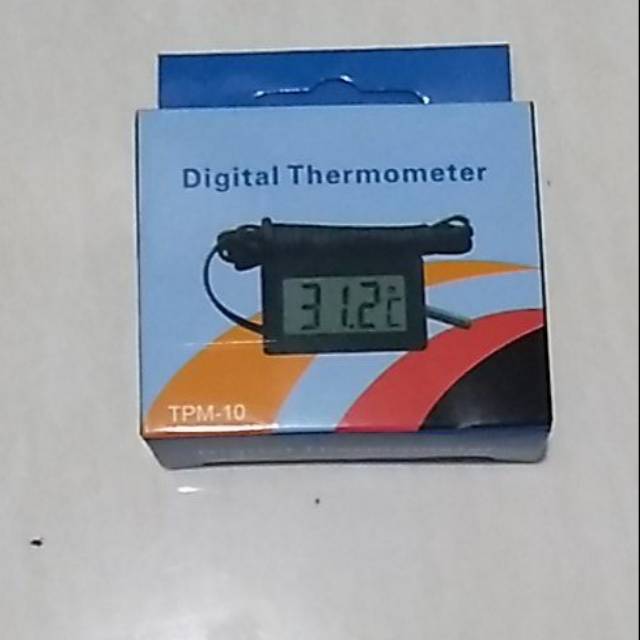 Digital Thermometer
31.2°C
TPM-10